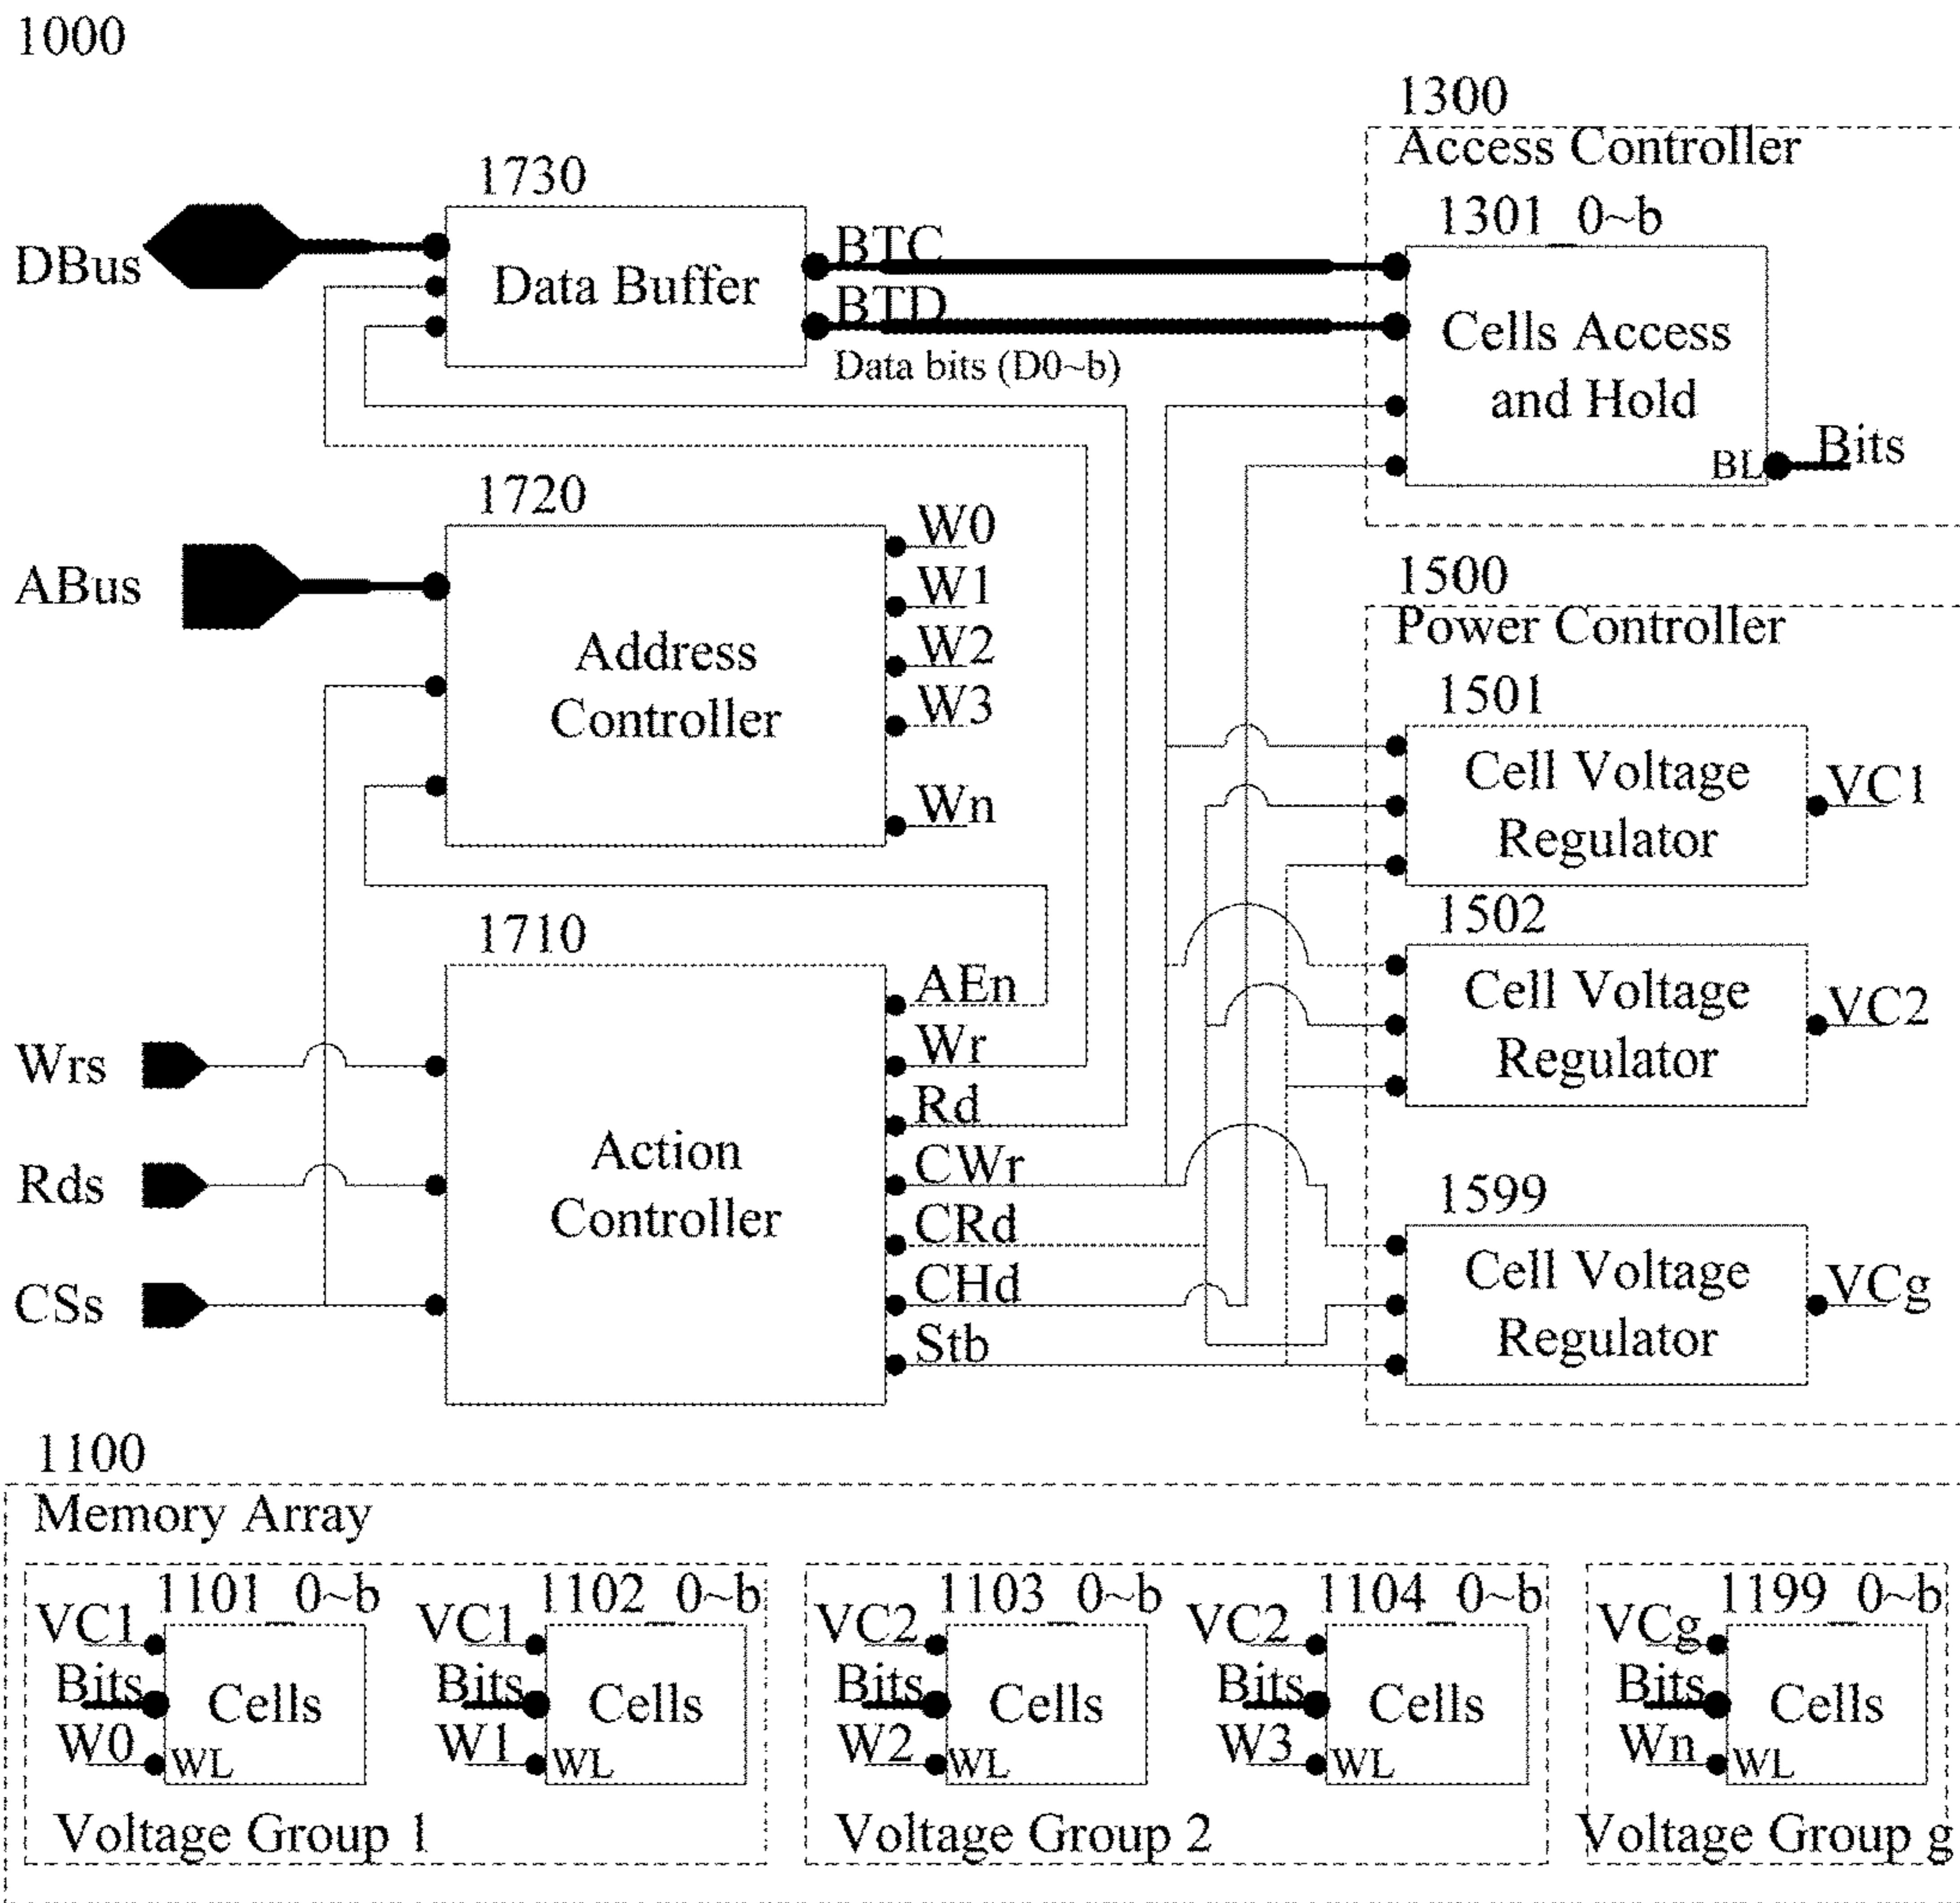 1000
1300
Access Controller
1301_0~b
Cells Access
and Hold
BL
Bits
1730
DBus
Data Buffer
BTC
BTD
Data bits (D0~b)
1720
ABus
Address
Controller
W0
W1
W2
W3
Wn
1500
Power Controller
1501
Cell Voltage
Regulator
VC1
1502
Cell Voltage
Regulator
VC2
1599
Cell Voltage
Regulator
VCg
1710
Wrs
Rds
CSs
Action
Controller
AEn
Wr
Rd
CWr
CRd
CHd
Stb
1100
Memory Array
1101_0~b
VC1
Bits
Cells
W0
WL
1102_0~b
VC1
Bits
Cells
W1
WL
Voltage Group 1
1103_0~b
VC2
Bits
Cells
W2
WL
1104_0~b
VC2
Bits
Cells
W3
WL
Voltage Group 2
1199_0~b
VCg
Bits
Cells
Wn
WL
Voltage Group g